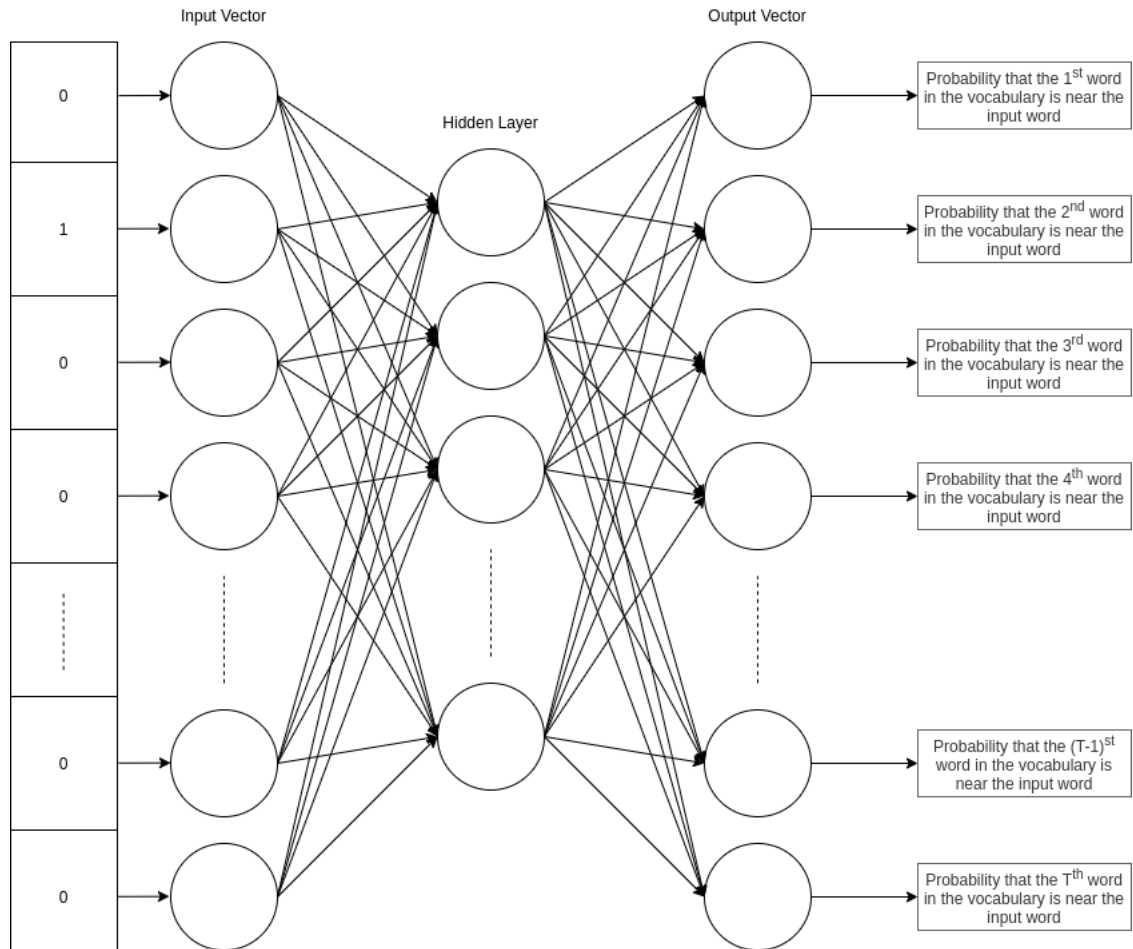 Input Vector
Output Vector
Hidden Layer
0
1
0
0
0
0
Probability that the 1st word
in the vocabulary is near the
input word
Probability that the 2nd word
in the vocabulary is near the
input word
Probability that the 3rd word
in the vocabulary is near the
input word
Probability that the 4th word
in the vocabulary is near the
input word
Probability that the (T-1)st
word in the vocabulary is
near the input word
Probability that the Tth word
in the vocabulary is near the
input word